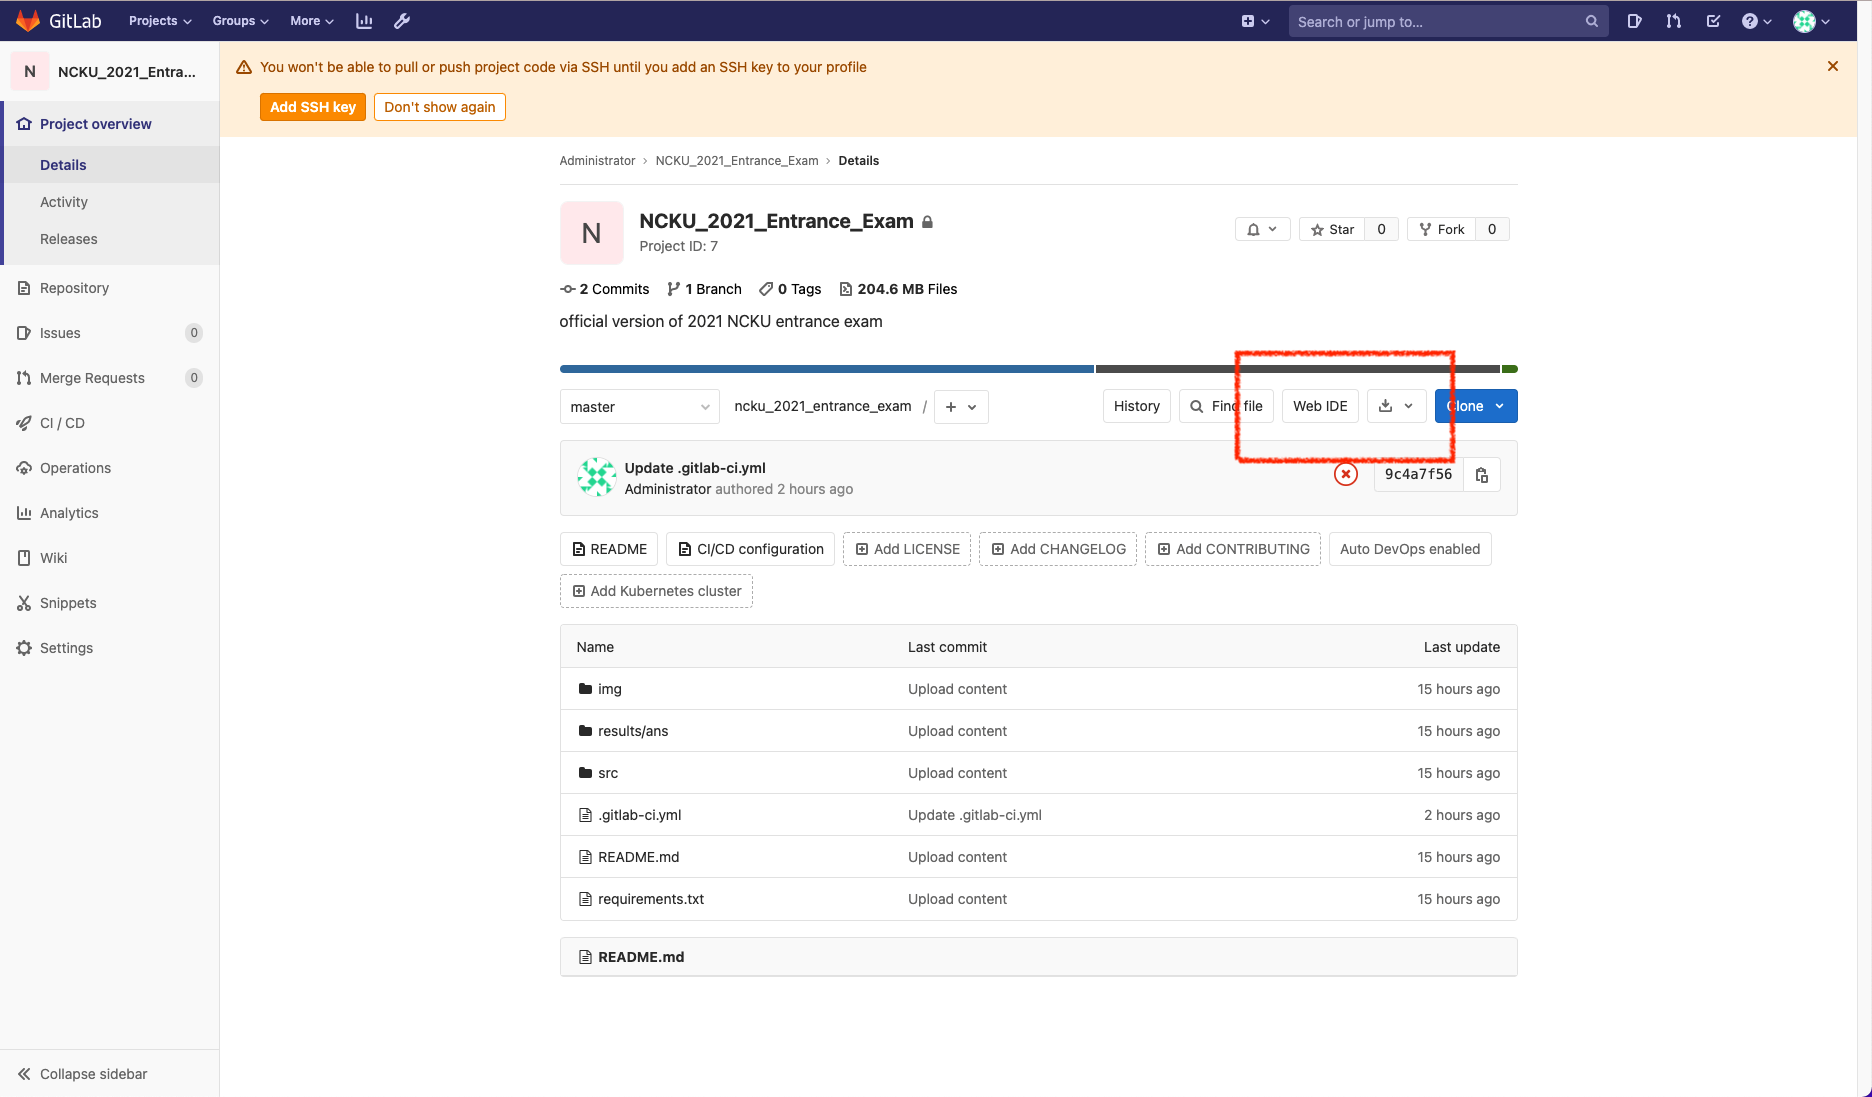 GitLab Projects Groups More Search or jump to...
N NCKU_2021_Entra...
Project overview
Details
Activity
Releases
Repository
Issues 0
Merge Requests 0
CI / CD
Operations
Analytics
Wiki
Snippets
Settings
Collapse sidebar
You won't be able to pull or push project code via SSH until you add an SSH key to your profile
Add SSH key Don't show again
Administrator > NCKU_2021_Entrance_Exam > Details
N
NCKU_2021_Entrance_Exam
Project ID: 7
Star 0 Fork 0
2 Commits 1 Branch 0 Tags 204.6 MB Files
official version of 2021 NCKU entrance exam
master ncku_2021_entrance_exam / + History Find file Web IDE Clone
Update .gitlab-ci.yml
Administrator authored 2 hours ago
9c4a7f56
README CI/CD configuration Add LICENSE Add CHANGELOG Add CONTRIBUTING Auto DevOps enabled
Add Kubernetes cluster
Name Last commit Last update
img Upload content 15 hours ago
results/ans Upload content 15 hours ago
src Upload content 15 hours ago
.gitlab-ci.yml Update .gitlab-ci.yml 2 hours ago
README.md Upload content 15 hours ago
requirements.txt Upload content 15 hours ago
README.md